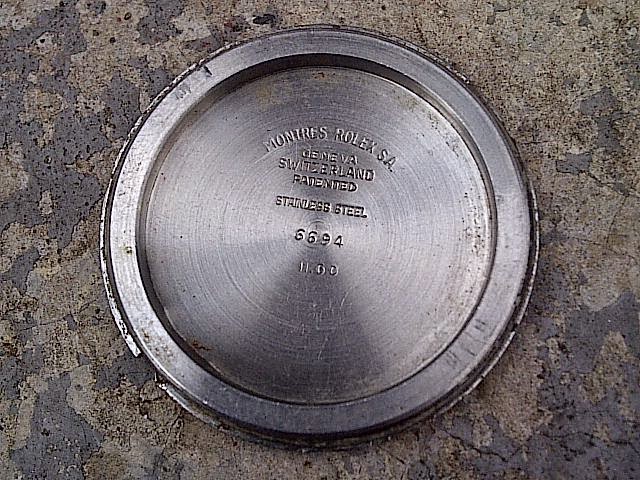 MONTRES ROLEX S.A.
GENEVA
SWITZERLAND
PATENTED
STAINLESS STEEL
6694
II.60